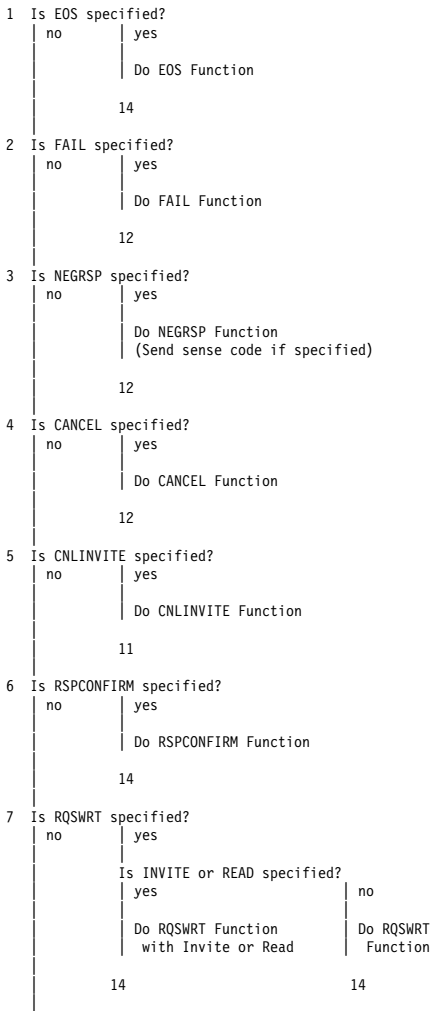 1 Is EOS specified?
no yes
Do EOS Function
14
2 Is FAIL specified?
no yes
Do FAIL Function
12
3 Is NEGRSP specified?
no yes
Do NEGRSP Function
(Send sense code if specified)
12
4 Is CANCEL specified?
no yes
Do CANCEL Function
12
5 Is CNLINVITE specified?
no yes
Do CNLINVITE Function
11
6 Is RSPCONFIRM specified?
no yes
Do RSPCONFIRM Function
14
7 Is RQSWRT specified?
no yes
Is INVITE or READ specified?
yes no
Do RQSWRT Function Do RQSWRT
with Invite or Read Function
14 14